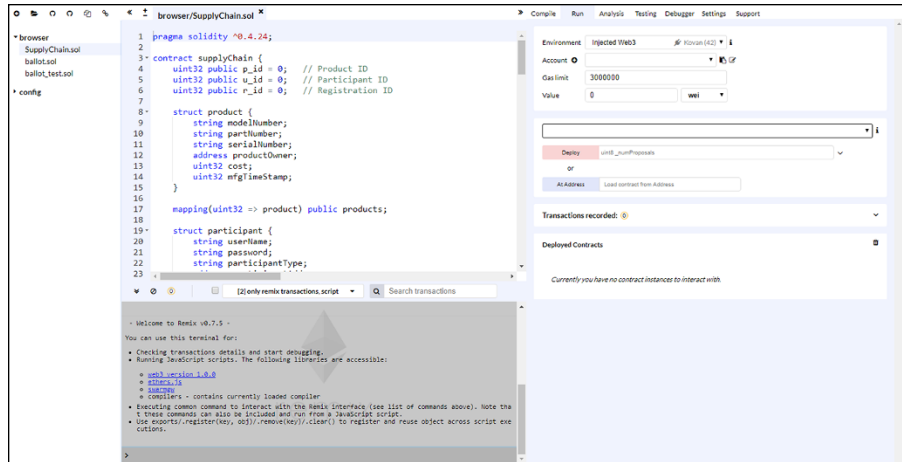 browser/SupplyChain.sol
Compile Run Analysis Testing Debugger Settings Support
browser
SupplyChain.sol
ballot.sol
ballot_test.sol
config
1 pragma solidity ^0.4.24;
2
3 contract supplyChain {
4 uint32 public p_id = 0; // Product ID
5 uint32 public u_id = 0; // Participant ID
6 uint32 public r_id = 0; // Registration ID
7
8 struct product {
9 string modelNumber;
10 string partNumber;
11 string serialNumber;
12 address productOwner;
13 uint32 cost;
14 uint32 mfgTimeStamp;
15 }
16
17 mapping(uint32 => product) public products;
18
19 struct participant {
20 string userName;
21 string password;
22 string participantType;
23
0
[2] only remix transactions, script
Search transactions
- Welcome to Remix v0.7.5 -
You can use this terminal for:
• Checking transactions details and start debugging.
• Running JavaScript scripts. The following libraries are accessible:
o web3 version 1.0.0
o ethers.js
o swarmgw
o compilers - contains currently loaded compiler
• Executing common command to interact with the Remix interface (see list of commands above). Note tha
t these commands can also be included and run from a JavaScript script.
• Use exports/.register(key, obj)/.remove(key)/.clear() to register and reuse object across script exe
cutions.
>
Environment Injected Web3 Kovan (42) i
Account
Gas limit 3000000
Value 0 wei
i
Deploy uint8 _numProposals
or
At Address Load contract from Address
Transactions recorded: 0
Deployed Contracts
Currently you have no contract instances to interact with.